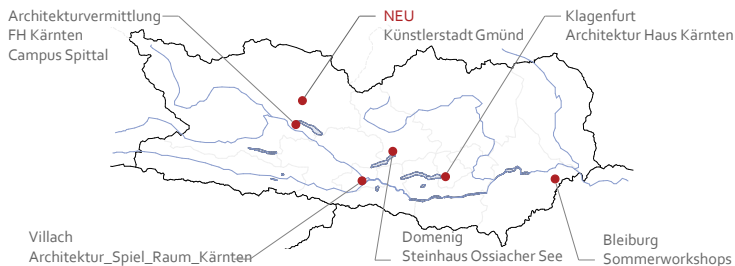 Architekturvermittlung
FH Kärnten
Campus Spittal
NEU
Künstlerstadt Gmünd
Klagenfurt
Architektur Haus Kärnten
Villach
Architektur_Spiel_Raum_Kärnten
Domenig
Steinhaus Ossiacher See
Bleiburg
Sommerworkshops